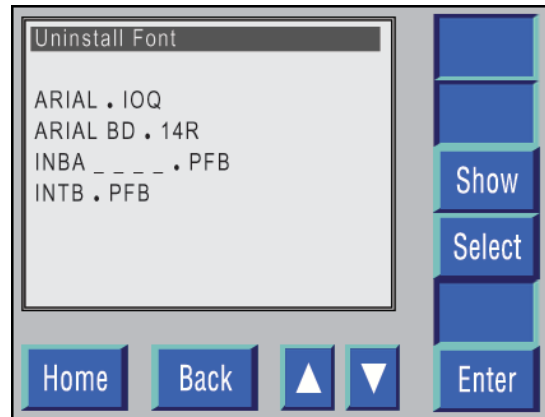 Uninstall Font
ARIAL . IOQ
ARIAL BD . 14R
INBA _ _ _ _ . PFB
INTB . PFB
Show
Select
Home
Back
Enter